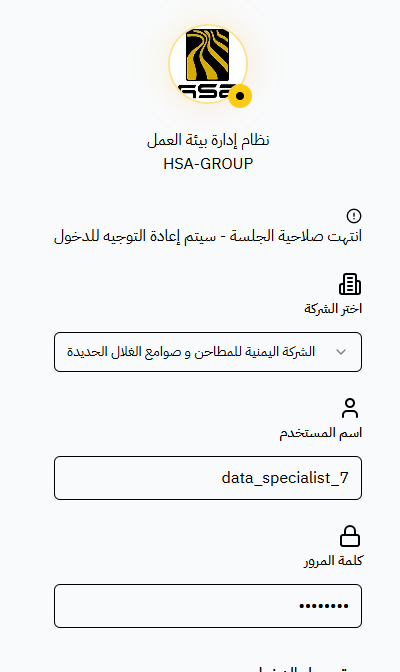 HSA
نظام إدارة بيئة العمل
HSA-GROUP
انتهت صلاحية الجلسة - سيتم إعادة التوجيه للدخول
اختر الشركة
الشركة اليمنية للمطاحن و صوامع الغلال الحديدة
اسم المستخدم
data_specialist_7
كلمة المرور
••••••••